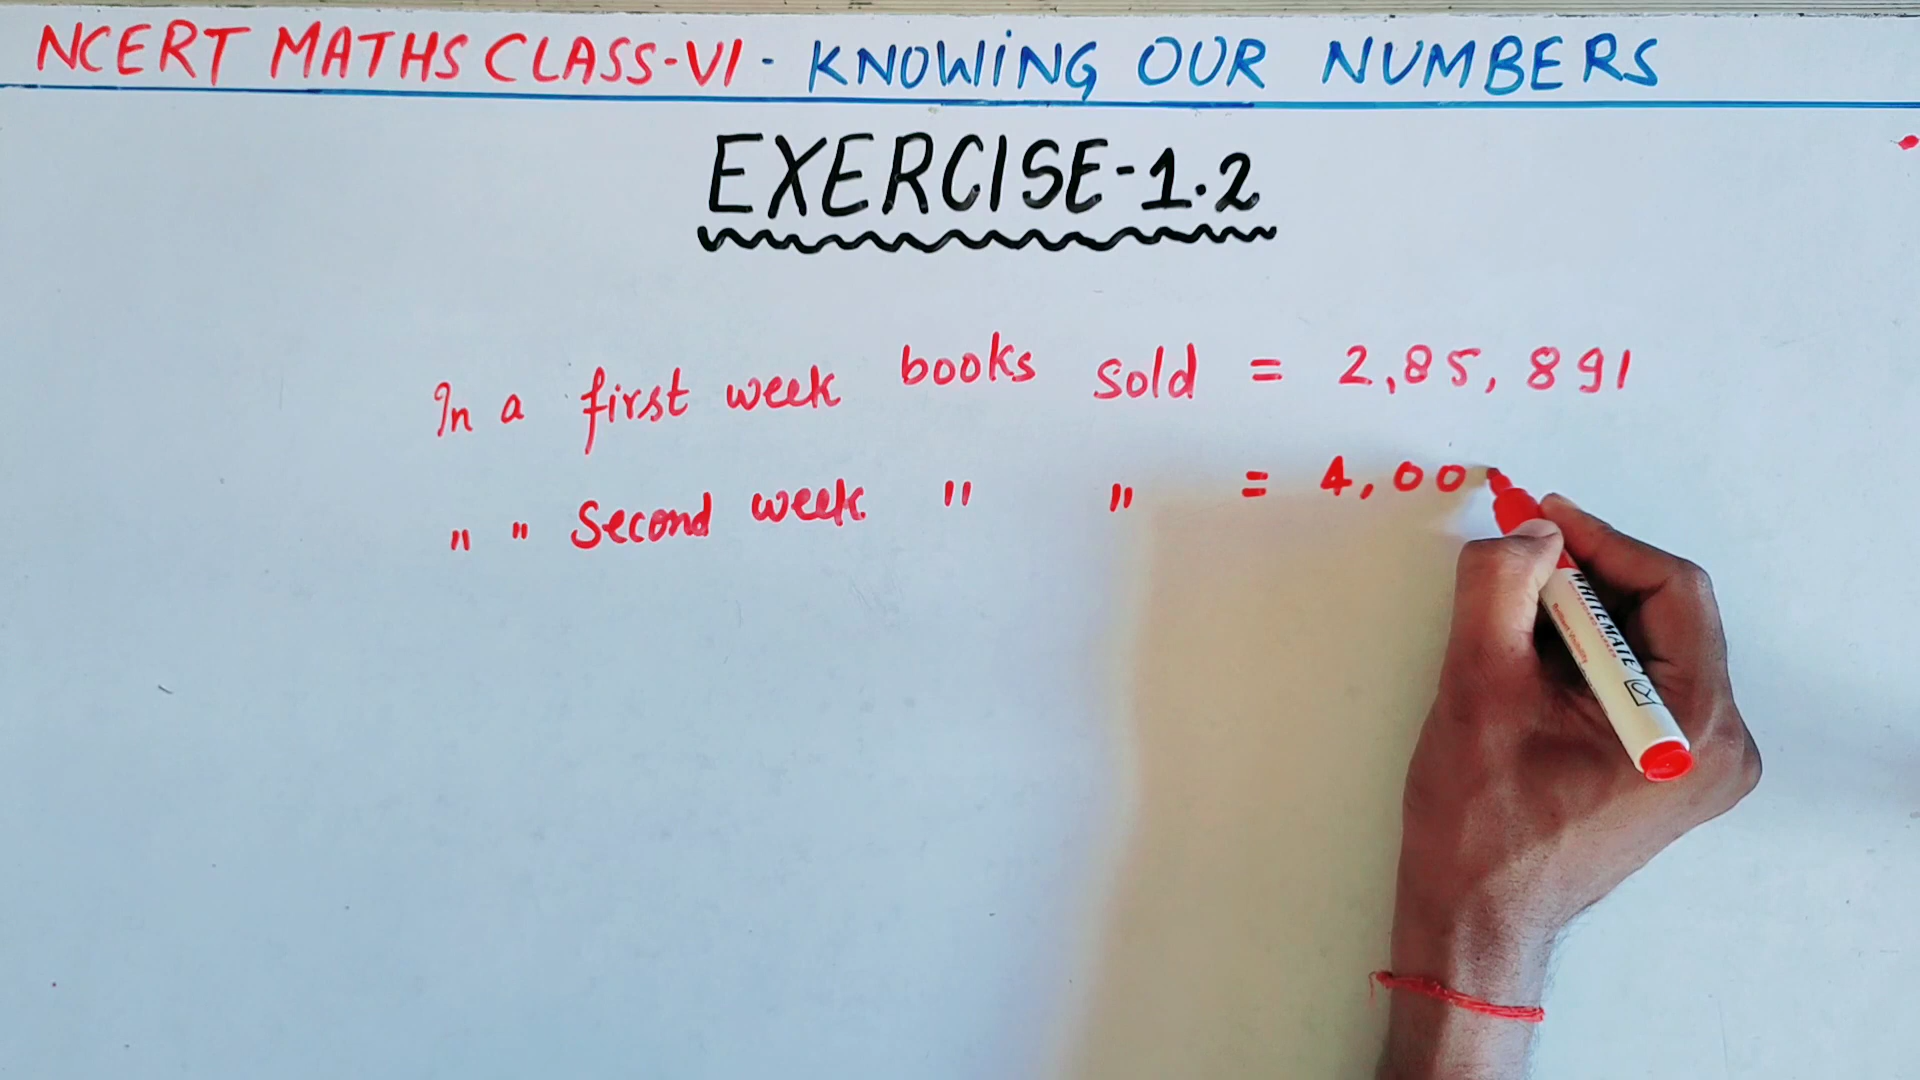 NCERT MATHS CLASS-VI - KNOWING OUR NUMBERS
EXERCISE-1.2
In a first week books sold = 2,85,891
" " Second week " " = 4,00
WHITEMATE